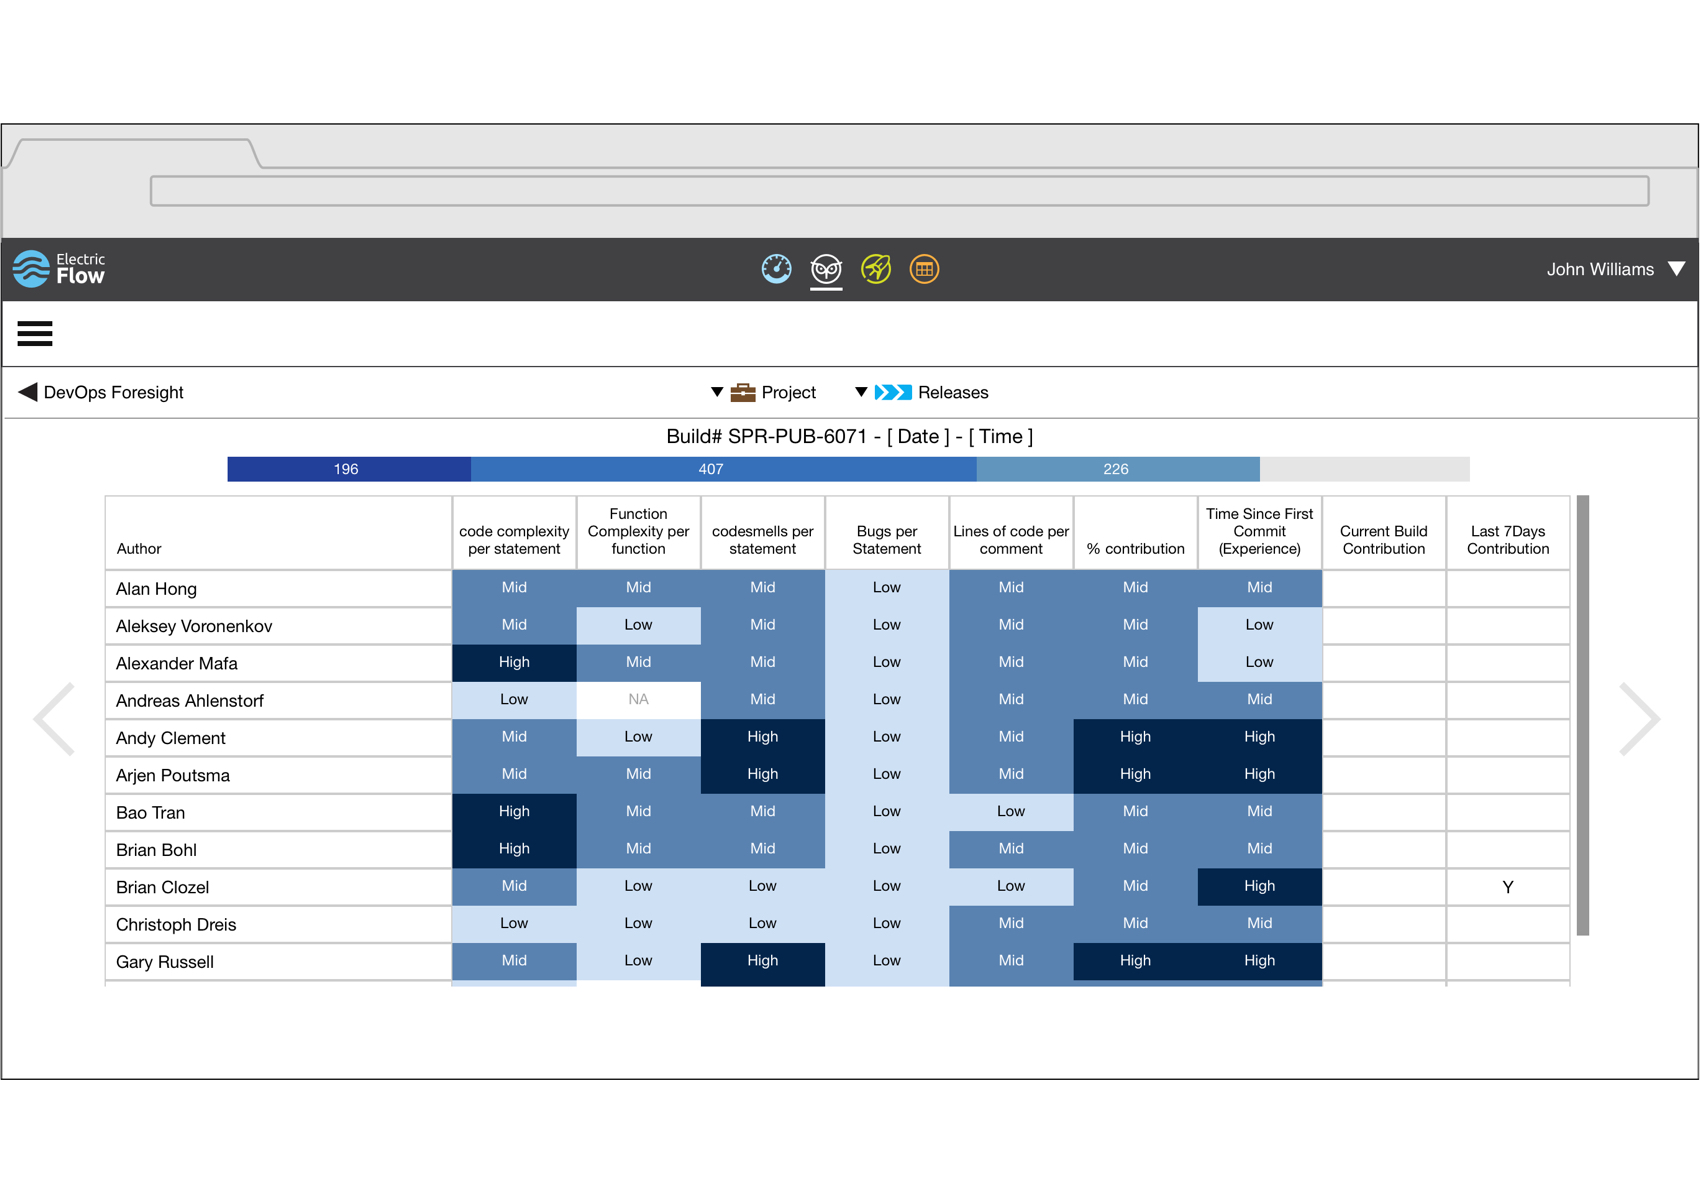 Electric
Flow
John Williams
DevOps Foresight
Project
Releases
Build# SPR-PUB-6071 - [ Date ] - [ Time ]
196 407 226
Author
code complexity
per statement
Function
Complexity per
function
codesmells per
statement
Bugs per
Statement
Lines of code per
comment
% contribution
Time Since First
Commit
(Experience)
Current Build
Contribution
Last 7Days
Contribution
Alan Hong Mid Mid Mid Low Mid Mid Mid
Aleksey Voronenkov Mid Low Mid Low Mid Mid Low
Alexander Mafa High Mid Mid Low Mid Mid Low
Andreas Ahlenstorf Low NA Mid Low Mid Mid Mid
Andy Clement Mid Low High Low Mid High High
Arjen Poutsma Mid Mid High Low Mid High High
Bao Tran High Mid Mid Low Low Mid Mid
Brian Bohl High Mid Mid Low Mid Mid Mid
Brian Clozel Mid Low Low Low Low Mid High Y
Christoph Dreis Low Low Low Low Mid Mid Mid
Gary Russell Mid Low High Low Mid High High